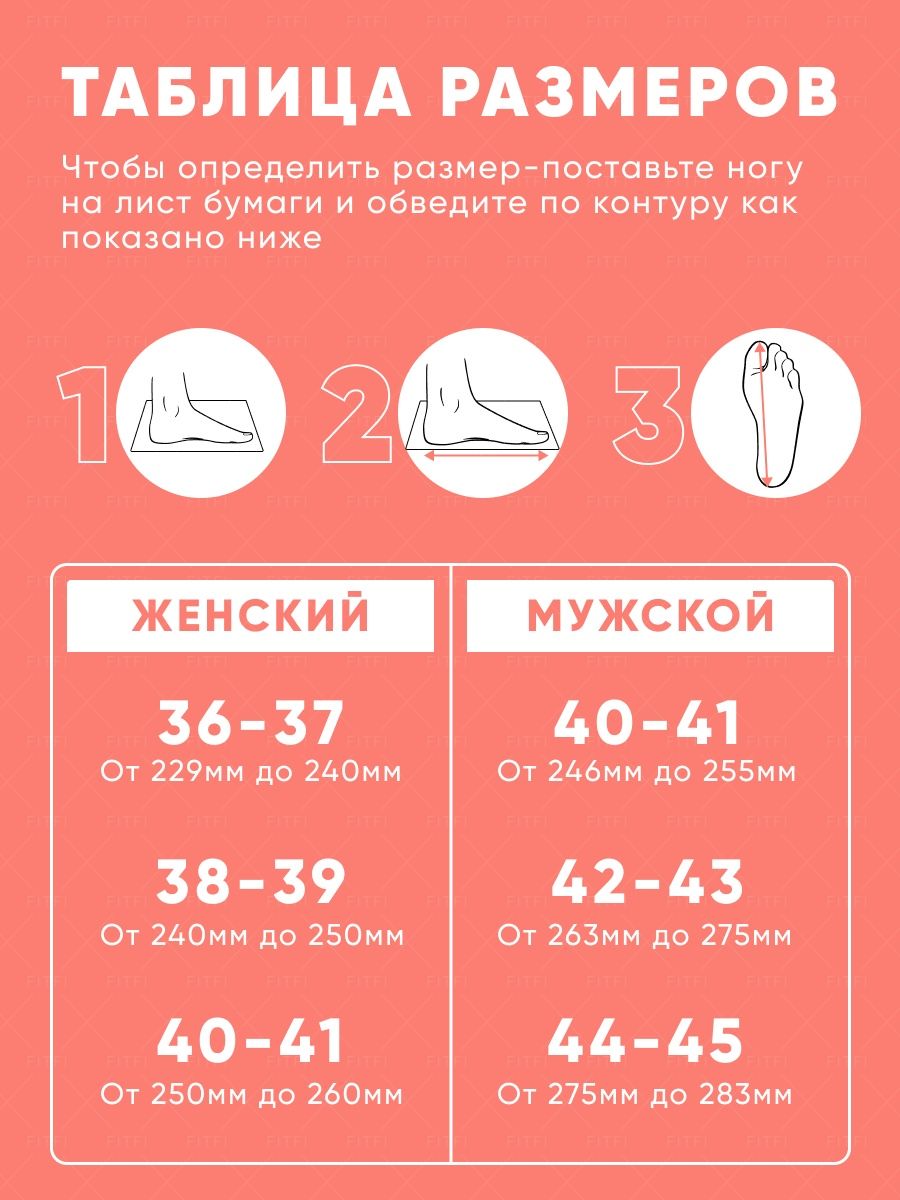 ТАБЛИЦА РАЗМЕРОВ
Чтобы определить размер-поставьте ногу
на лист бумаги и обведите по контуру как
показано ниже
1 2 3
ЖЕНСКИЙ
36-37
От 229мм до 240мм
38-39
От 240мм до 250мм
40-41
От 250мм до 260мм
МУЖСКОЙ
40-41
От 246мм до 255мм
42-43
От 263мм до 275мм
44-45
От 275мм до 283мм